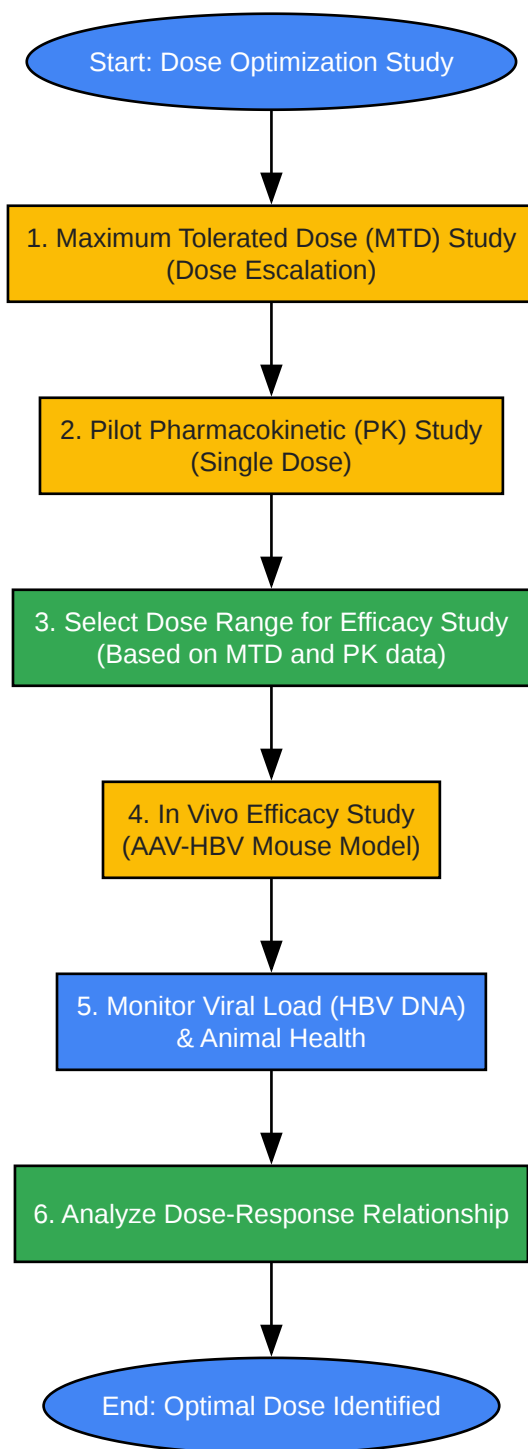 Start: Dose Optimization Study
1. Maximum Tolerated Dose (MTD) Study
(Dose Escalation)
2. Pilot Pharmacokinetic (PK) Study
(Single Dose)
3. Select Dose Range for Efficacy Study
(Based on MTD and PK data)
4. In Vivo Efficacy Study
(AAV-HBV Mouse Model)
5. Monitor Viral Load (HBV DNA)
& Animal Health
6. Analyze Dose-Response Relationship
End: Optimal Dose Identified